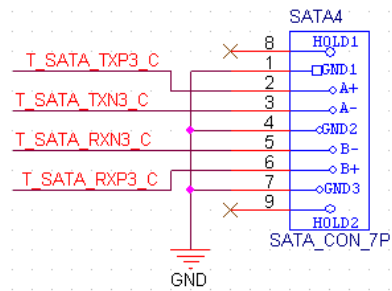 SATA4
8 HOLD1
1 GND1
T_SATA_TXP3_C 2 A+
T_SATA_TXN3_C 3 A-
4 GND2
T_SATA_RXN3_C 5 B-
6 B+
T_SATA_RXP3_C 7 GND3
9
HOLD2
SATA_CON_7P
GND